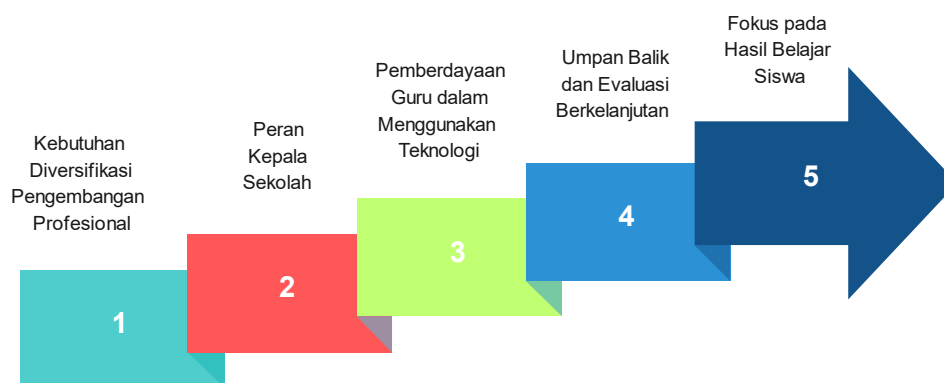 Kebutuhan
Diversifikasi
Pengembangan
Profesional
1
Peran
Kepala
Sekolah
2
Pemberdayaan
Guru dalam
Menggunakan
Teknologi
3
Umpan Balik
dan Evaluasi
Berkelanjutan
4
Fokus pada
Hasil Belajar
Siswa
5